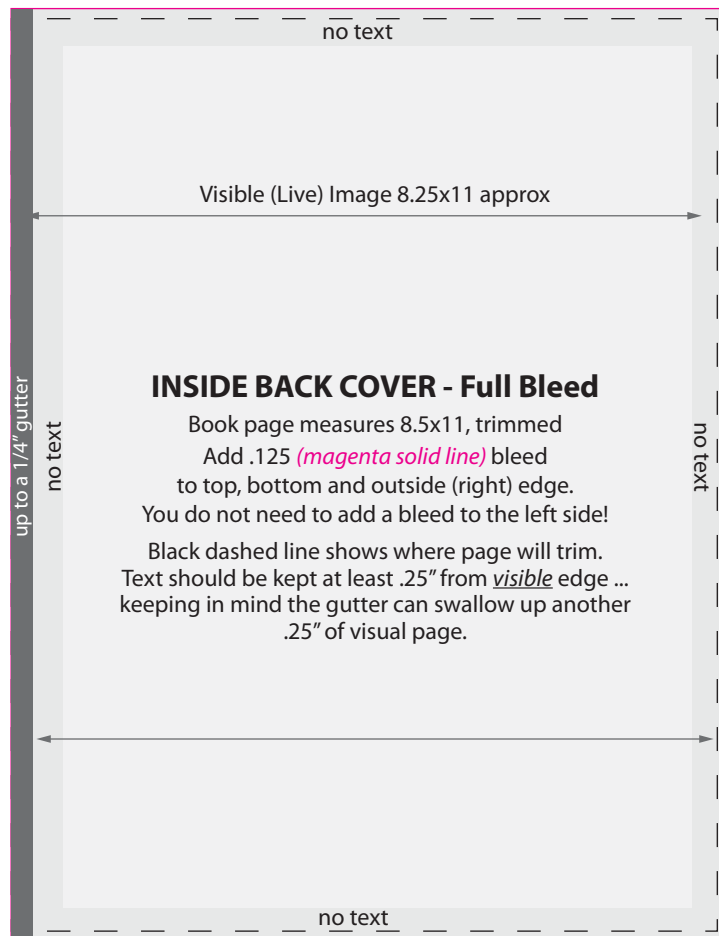 no text
Visible (Live) Image 8.25x11 approx
up to a 1/4” gutter
no text
INSIDE BACK COVER - Full Bleed
Book page measures 8.5x11, trimmed
Add .125 (magenta solid line) bleed
to top, bottom and outside (right) edge.
You do not need to add a bleed to the left side!
Black dashed line shows where page will trim.
Text should be kept at least .25” from visible edge ...
keeping in mind the gutter can swallow up another
.25” of visual page.
no text
no text